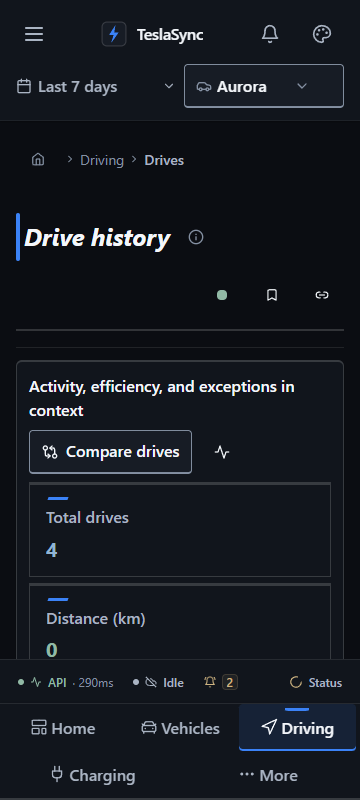 TeslaSync
Last 7 days
Aurora
Driving
Drives
Drive history
Activity, efficiency, and exceptions in
context
Compare drives
Total drives
4
Distance (km)
0
API · 290ms
Idle
2
Status
Home
Vehicles
Driving
Charging
More